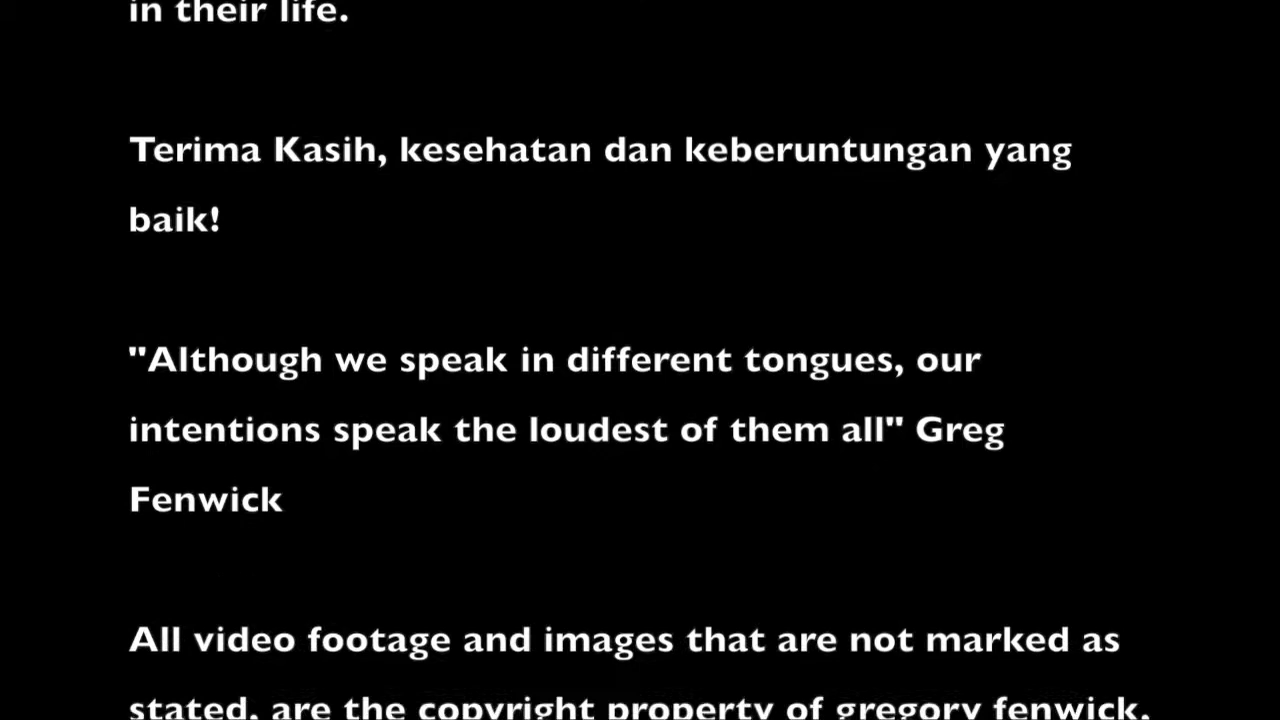 in their life.
Terima Kasih, kesehatan dan keberuntungan yang
baik!
"Although we speak in different tongues, our
intentions speak the loudest of them all" Greg
Fenwick
All video footage and images that are not marked as
stated, are the copyright property of gregory fenwick.